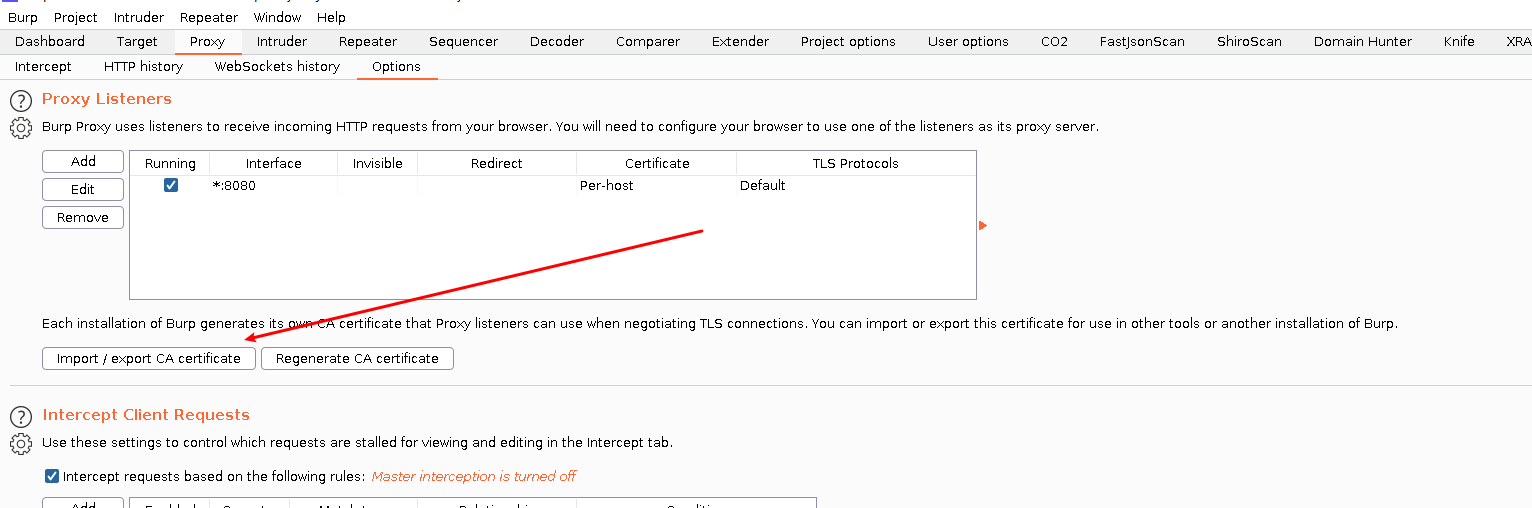 Burp Project Intruder Repeater Window Help
Dashboard Target Proxy Intruder Repeater Sequencer Decoder Comparer Extender Project options User options CO2 FastJsonScan ShiroScan Domain Hunter Knife XRA
Intercept HTTP history WebSockets history Options
Proxy Listeners
Burp Proxy uses listeners to receive incoming HTTP requests from your browser. You will need to configure your browser to use one of the listeners as its proxy server.
Add Running Interface Invisible Redirect Certificate TLS Protocols
Edit *:8080 Per-host Default
Remove
Each installation of Burp generates its own CA certificate that Proxy listeners can use when negotiating TLS connections. You can import or export this certificate for use in other tools or another installation of Burp.
Import / export CA certificate Regenerate CA certificate
Intercept Client Requests
Use these settings to control which requests are stalled for viewing and editing in the Intercept tab.
Intercept requests based on the following rules: Master interception is turned off
Add Enabled